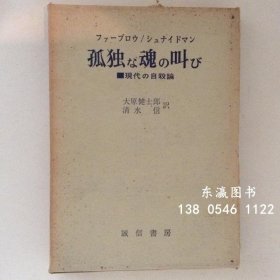 ファーブロウ/シュナイドマン
孤独な魂の叫び
■現代の自殺論
大原健士郎
清水 信 訳
东瀛图书
138 0546 1122
誠信書房